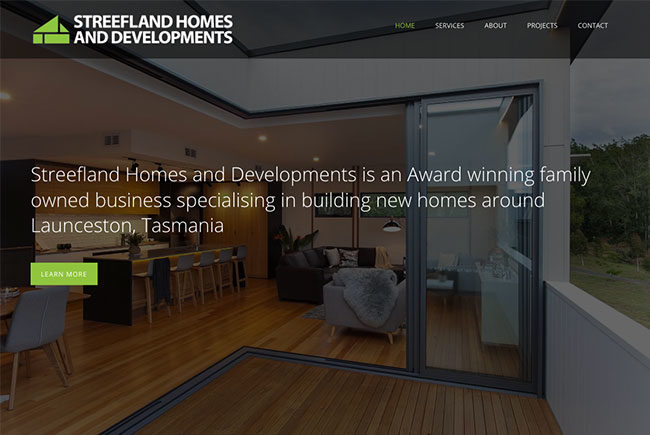 STREEFLAND HOMES
AND DEVELOPMENTS
HOME SERVICES ABOUT PROJECTS CONTACT
Streefland Homes and Developments is an Award winning family
owned business specialising in building new homes around
Launceston, Tasmania
LEARN MORE